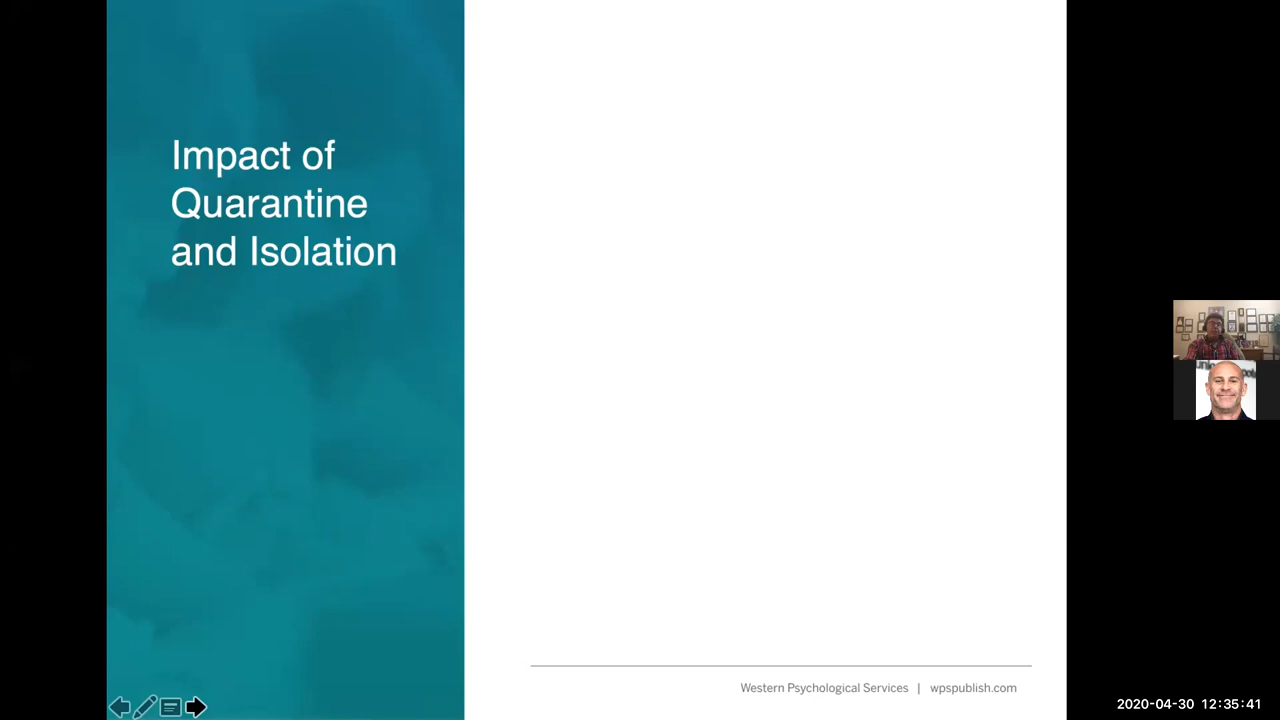 Impact of
Quarantine
and Isolation
Western Psychological Services | wpspublish.com
2020-04-30 12:35:41